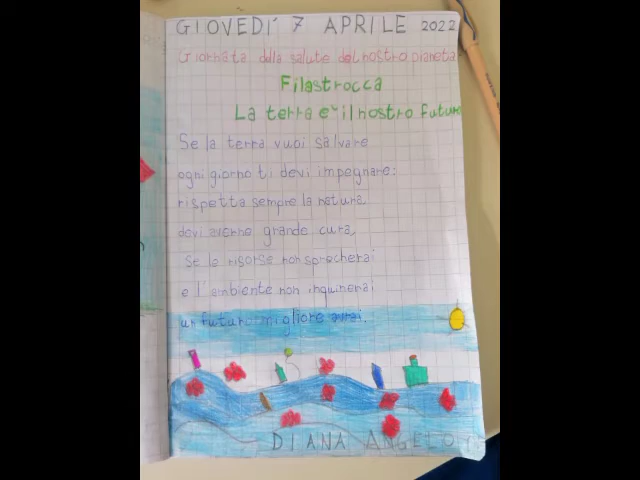 GIOVEDÍ 7 APRILE 2022
Giornata della salute del nostro pianeta
Filastrocca
La terra e' il nostro futuro
Se la terra vuoi salvare
ogni giorno ti devi impegnare:
rispetta sempre la natura,
devi averne grande cura,
se le risorse non sprecherai
e l'ambiente non inquinerai
un futuro migliore avrai.
DIANA ANGELO